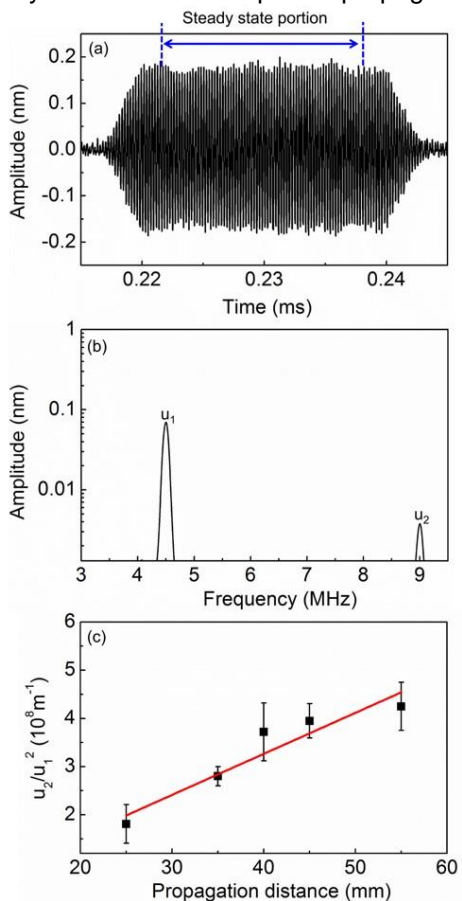 Steady state portion
(a)
0.2
0.1
0.0
-0.1
-0.2
Amplitude (nm)
0.22 0.23 0.24
Time (ms)
(b)
1
0.1
0.01
Amplitude (nm)
u₁
u₂
3 4 5 6 7 8 9
Frequency (MHz)
(c)
6
5
4
3
2
u₂/u₁² (10⁸m⁻¹)
20 30 40 50 60
Propagation distance (mm)